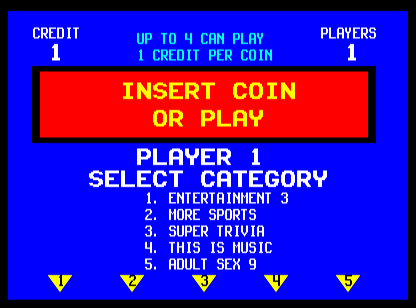 CREDIT
1
UP TO 4 CAN PLAY
1 CREDIT PER COIN
PLAYERS
1
INSERT COIN
OR PLAY
PLAYER 1
SELECT CATEGORY
1. ENTERTAINMENT 3
2. MORE SPORTS
3. SUPER TRIVIA
4. THIS IS MUSIC
5. ADULT SEX 9
1 2 3 4 5